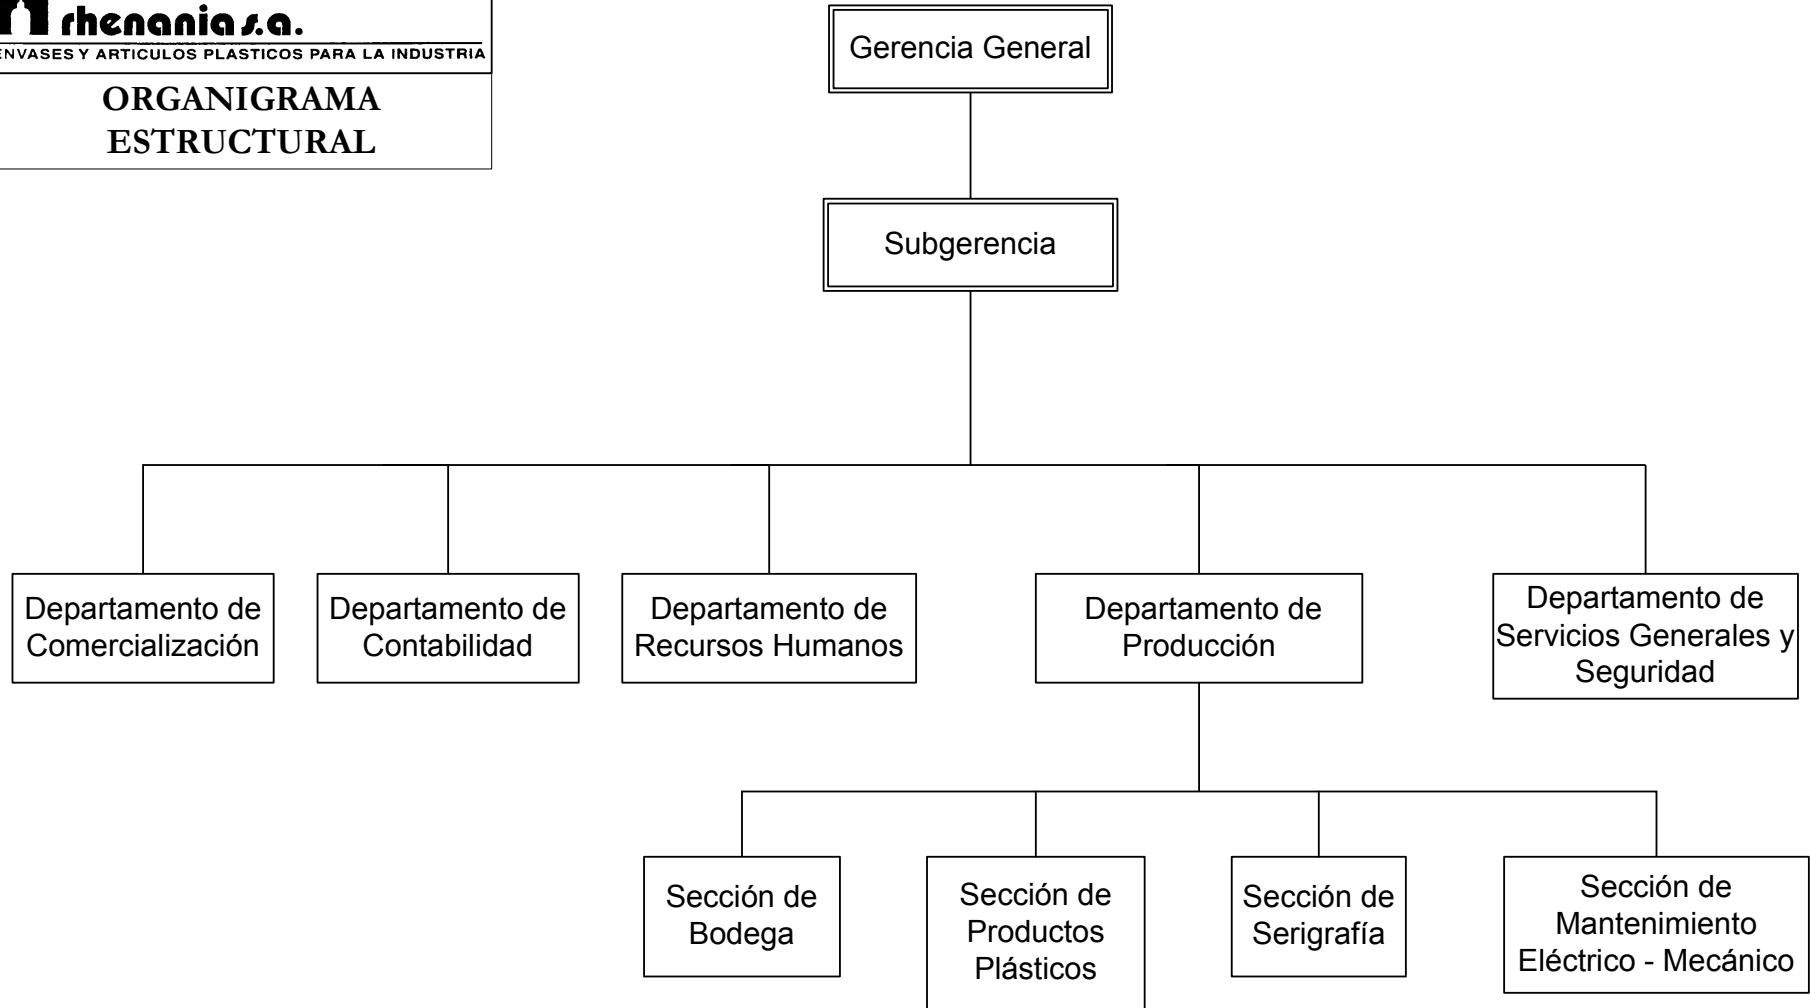 rhenania s.a.
ENVASES Y ARTICULOS PLASTICOS PARA LA INDUSTRIA
ORGANIGRAMA
ESTRUCTURAL
Gerencia General
Subgerencia
Departamento de
Comercialización
Departamento de
Contabilidad
Departamento de
Recursos Humanos
Departamento de
Producción
Departamento de
Servicios Generales y
Seguridad
Sección de
Bodega
Sección de
Productos
Plásticos
Sección de
Serigrafía
Sección de
Mantenimiento
Eléctrico - Mecánico